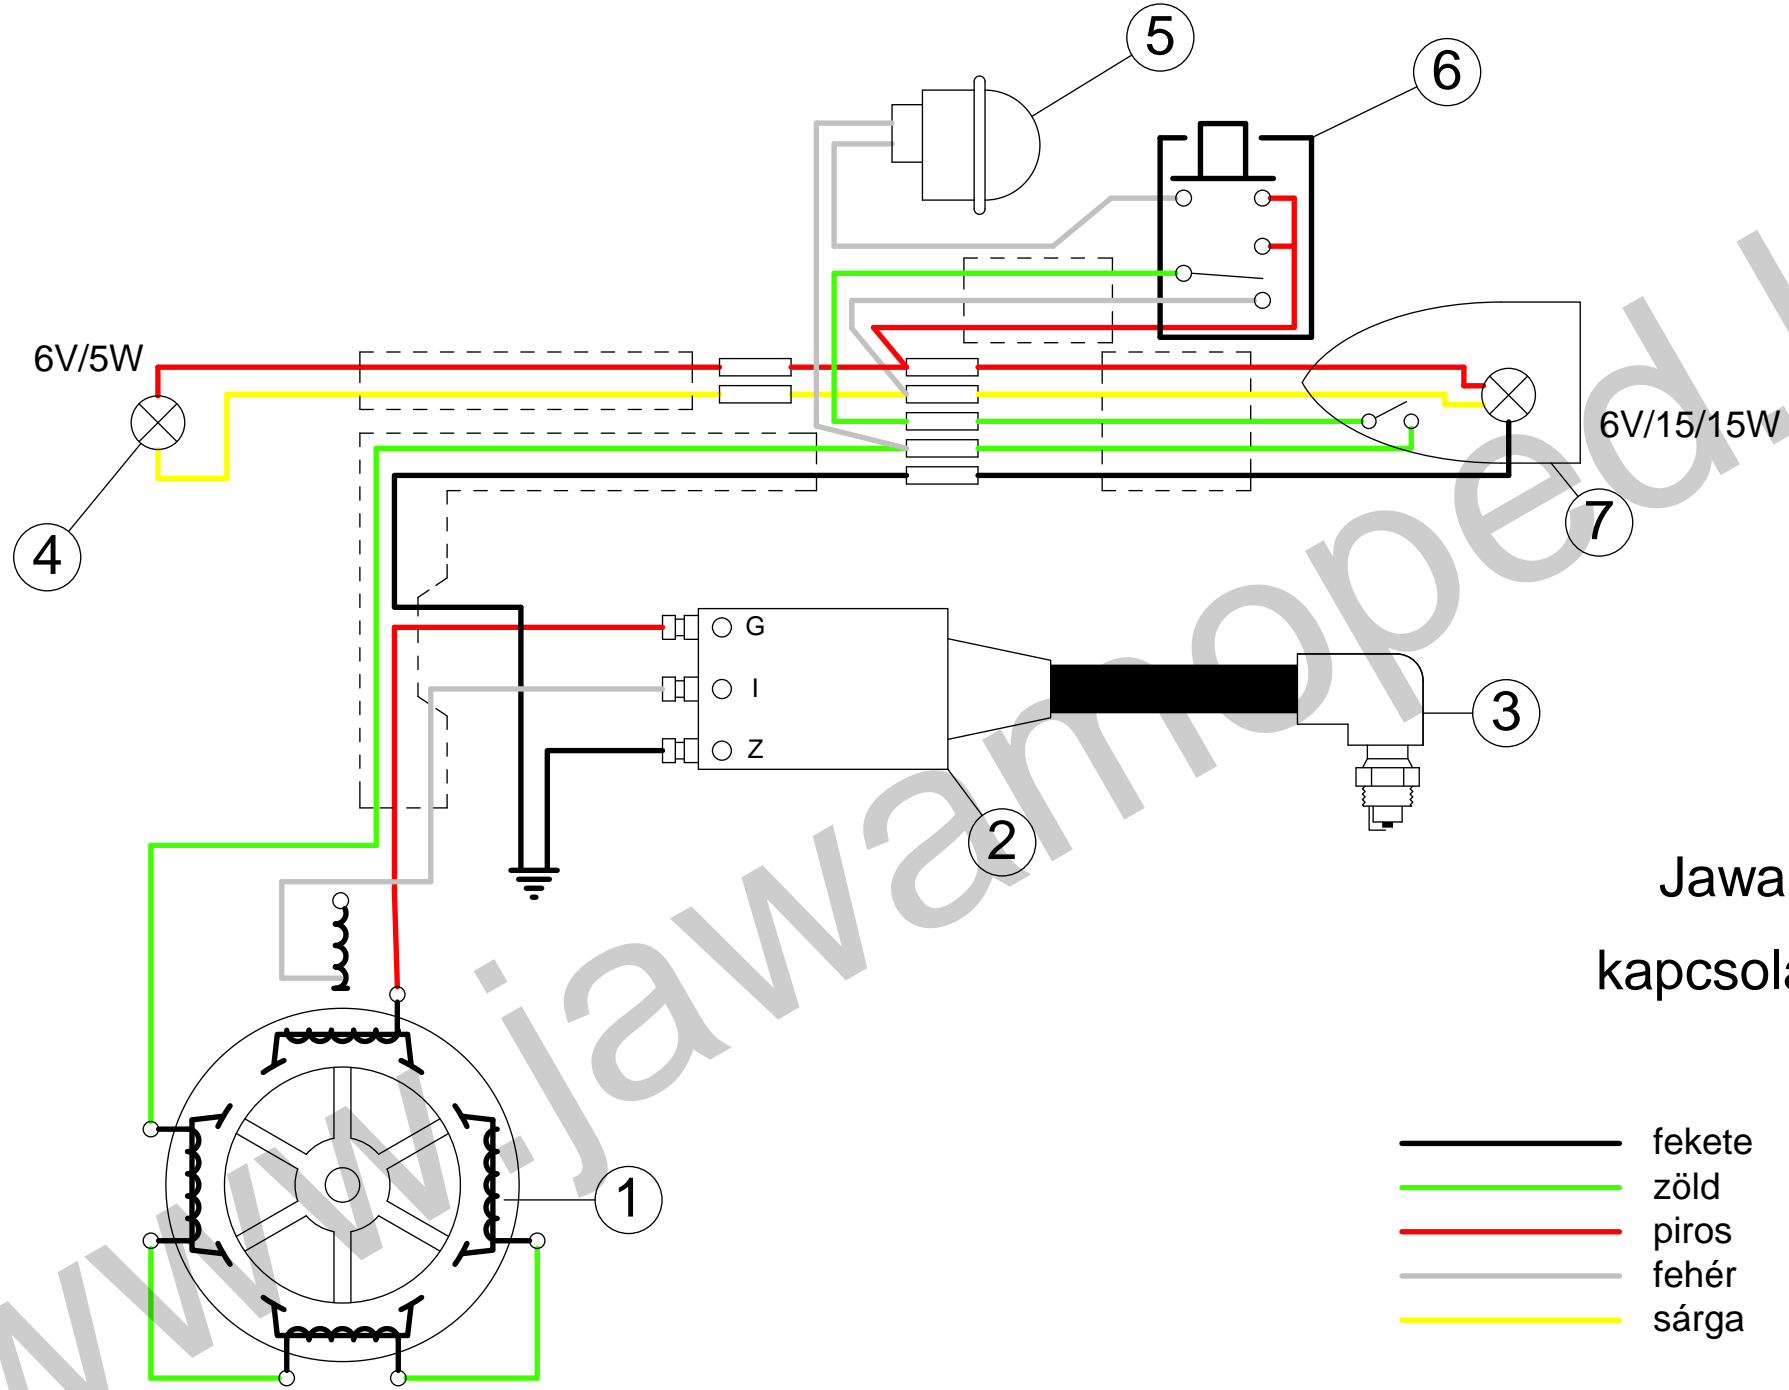 5
6
6V/5W
6V/15/15W
4
7
G
I
Z
3
2
Jawa
kapcsolá
1
fekete
zöld
piros
fehér
sárga
www.jawamoped.